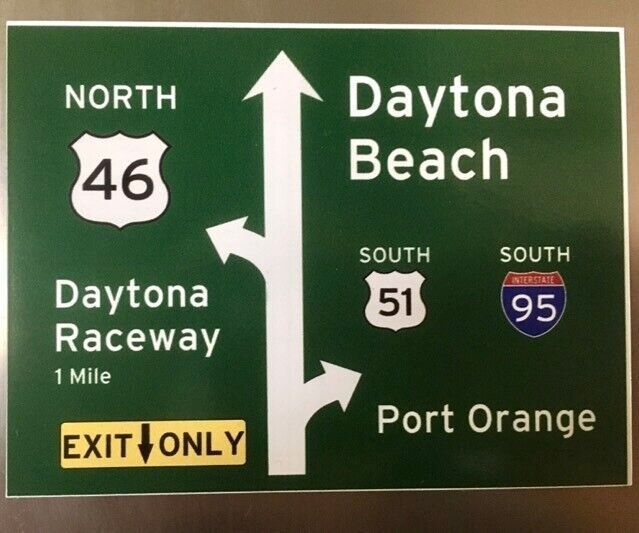 NORTH
46
Daytona
Raceway
1 Mile
EXIT ONLY
Daytona
Beach
SOUTH
51
SOUTH
INTERSTATE
95
Port Orange